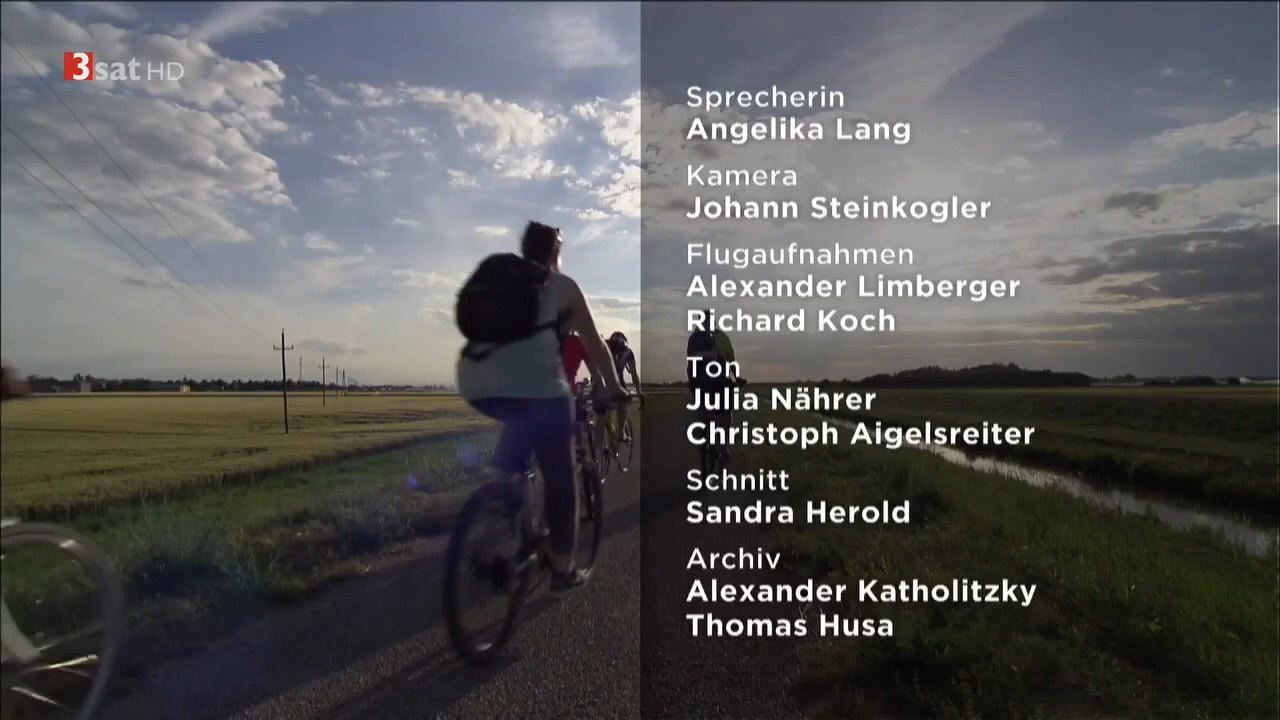 3sat HD
Sprecherin
Angelika Lang
Kamera
Johann Steinkogler
Flugaufnahmen
Alexander Limberger
Richard Koch
Ton
Julia Nährer
Christoph Aigelsreiter
Schnitt
Sandra Herold
Archiv
Alexander Katholitzky
Thomas Husa